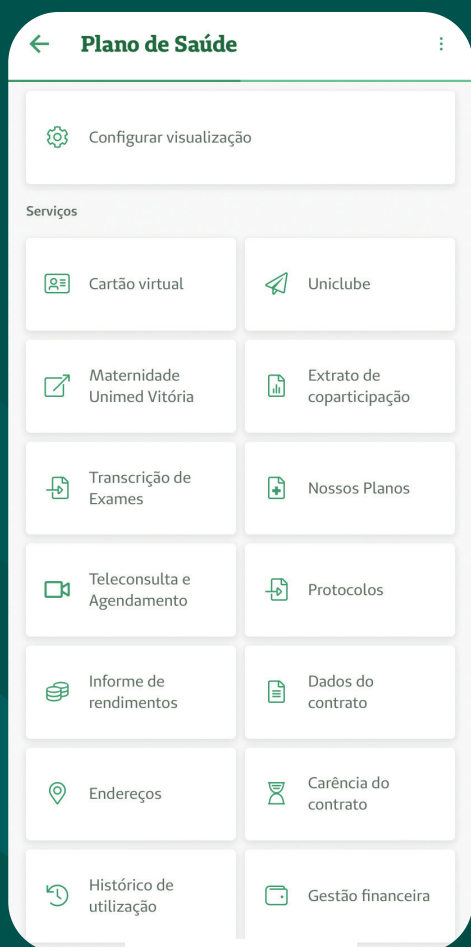 Plano de Saúde
Configurar visualização
Serviços
Cartão virtual
Uniclube
Maternidade
Unimed Vitória
Extrato de
coparticipação
Transcrição de
Exames
Nossos Planos
Teleconsulta e
Agendamento
Protocolos
Informe de
rendimentos
Dados do
contrato
Endereços
Carência do
contrato
Histórico de
utilização
Gestão financeira